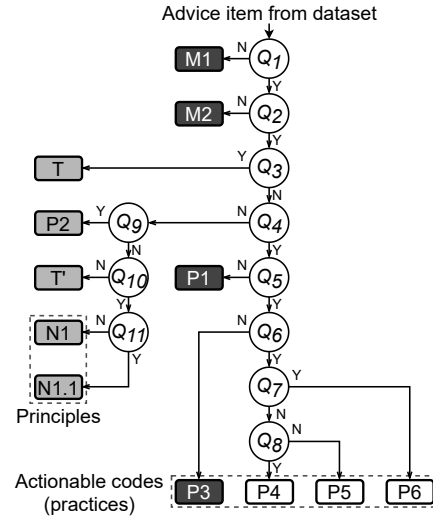 Advice item from dataset
M1 N Q1
Y
M2 N Q2
Y
T Y Q3
N
P2 Y Q9 N Q4
N Y
T' N Q10 P1 N Q5
Y Y
N1 N Q11 N Q6
Y Y
N1.1 Q7 Y
Principles N
Q8 N
Actionable codes Y
(practices) P3 P4 P5 P6